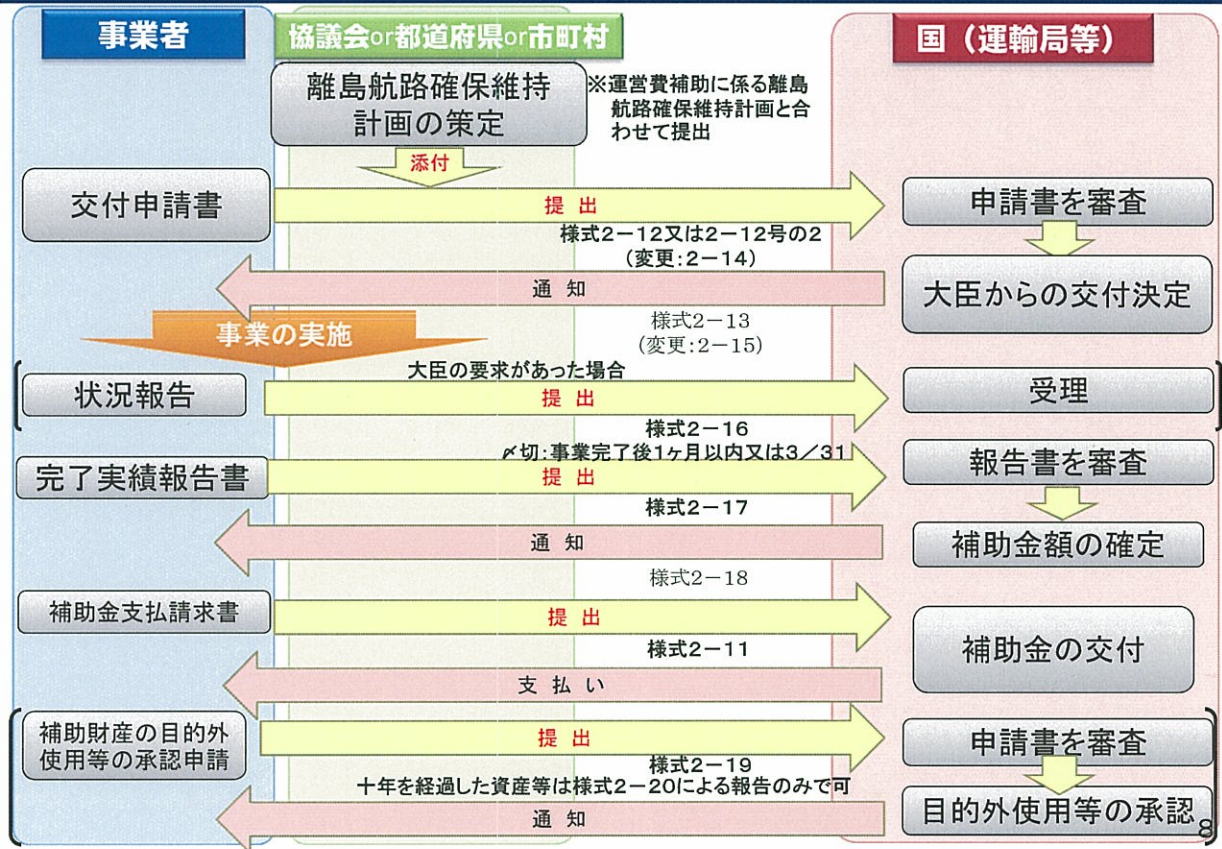 事業者
協議会or都道府県or市町村
国（運輸局等）
離島航路確保維持
計画の策定
※運営費補助に係る離島
航路確保維持計画と合
わせて提出
添付
交付申請書
提 出
申請書を審査
様式2－12又は2－12号の2
（変更：2－14）
通 知
大臣からの交付決定
様式2－13
（変更：2－15）
事業の実施
大臣の要求があった場合
状況報告
提 出
受理
様式2－16
〆切：事業完了後1ヶ月以内又は3／31
完了実績報告書
提 出
報告書を審査
様式2－17
通 知
補助金額の確定
様式2－18
補助金支払請求書
提 出
補助金の交付
様式2－11
支 払 い
補助財産の目的外
使用等の承認申請
提 出
申請書を審査
様式2－19
十年を経過した資産等は様式2－20による報告のみで可
通 知
目的外使用等の承認
8